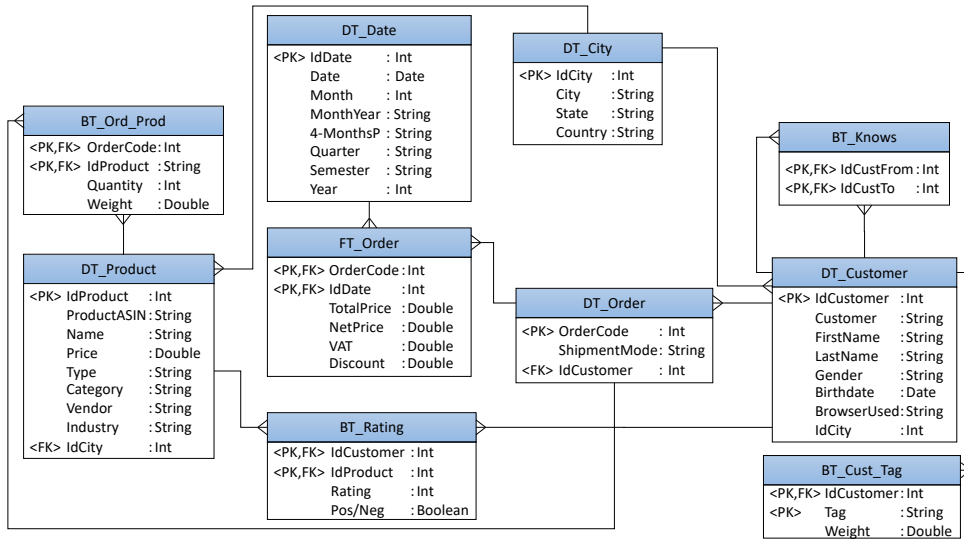 DT_Date
<PK> IdDate : Int
Date : Date
Month : Int
MonthYear : String
4-MonthsP : String
Quarter : String
Semester : String
Year : Int
DT_City
<PK> IdCity : Int
City : String
State : String
Country : String
BT_Ord_Prod
<PK,FK> OrderCode : Int
<PK,FK> IdProduct : String
Quantity : Int
Weight : Double
BT_Knows
<PK,FK> IdCustFrom : Int
<PK,FK> IdCustTo : Int
FT_Order
<PK,FK> OrderCode : Int
<PK,FK> IdDate : Int
TotalPrice : Double
NetPrice : Double
VAT : Double
Discount : Double
DT_Product
<PK> IdProduct : Int
ProductASIN : String
Name : String
Price : Double
Type : String
Category : String
Vendor : String
Industry : String
<FK> IdCity : Int
DT_Order
<PK> OrderCode : Int
ShipmentMode : String
<FK> IdCustomer : Int
DT_Customer
<PK> IdCustomer : Int
Customer : String
FirstName : String
LastName : String
Gender : String
Birthdate : Date
BrowserUsed : String
IdCity : Int
BT_Rating
<PK,FK> IdCustomer : Int
<PK,FK> IdProduct : Int
Rating : Int
Pos/Neg : Boolean
BT_Cust_Tag
<PK,FK> IdCustomer : Int
<PK> Tag : String
Weight : Double